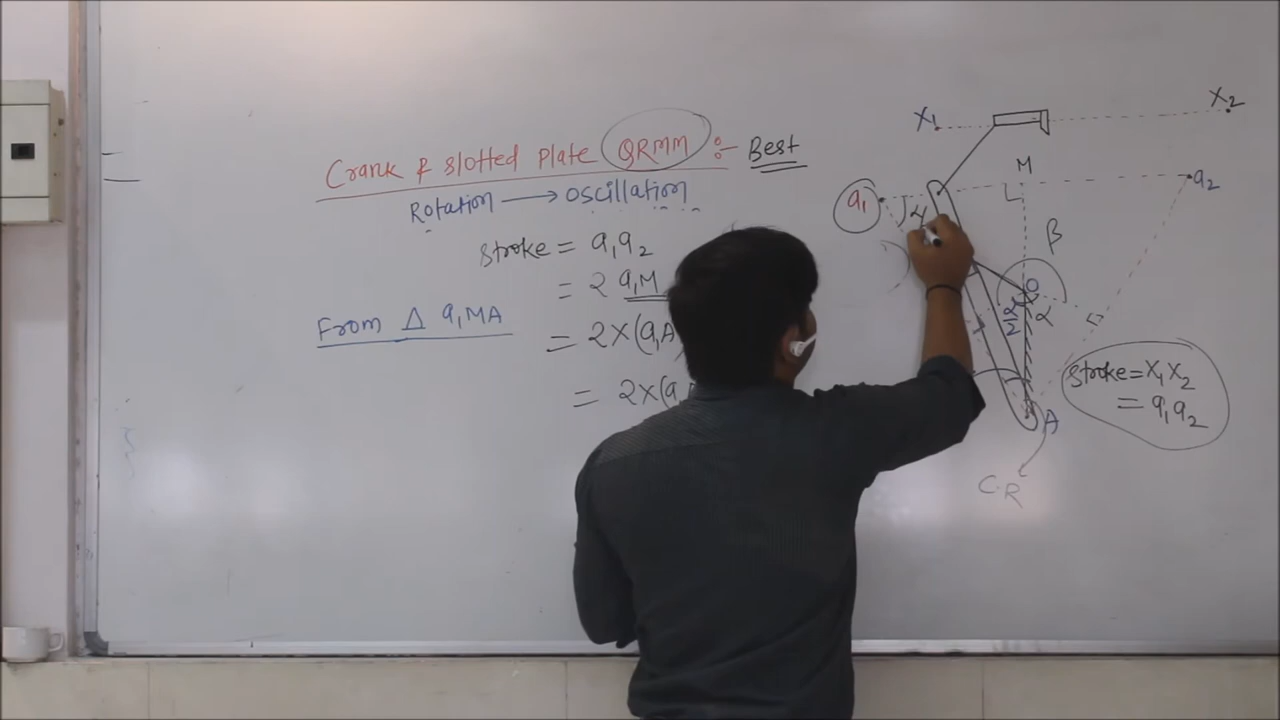 Crank & slotted Plate QRMM :- Best
Rotation → oscillation
stroke = a₁a₂
= 2 a₁M
From Δ a₁MA
= 2×(a₁A
= 2×(a
X₁
X₂
M
a₁
a₂
β
O
α
A
C.R
Stroke = X₁X₂
= a₁a₂